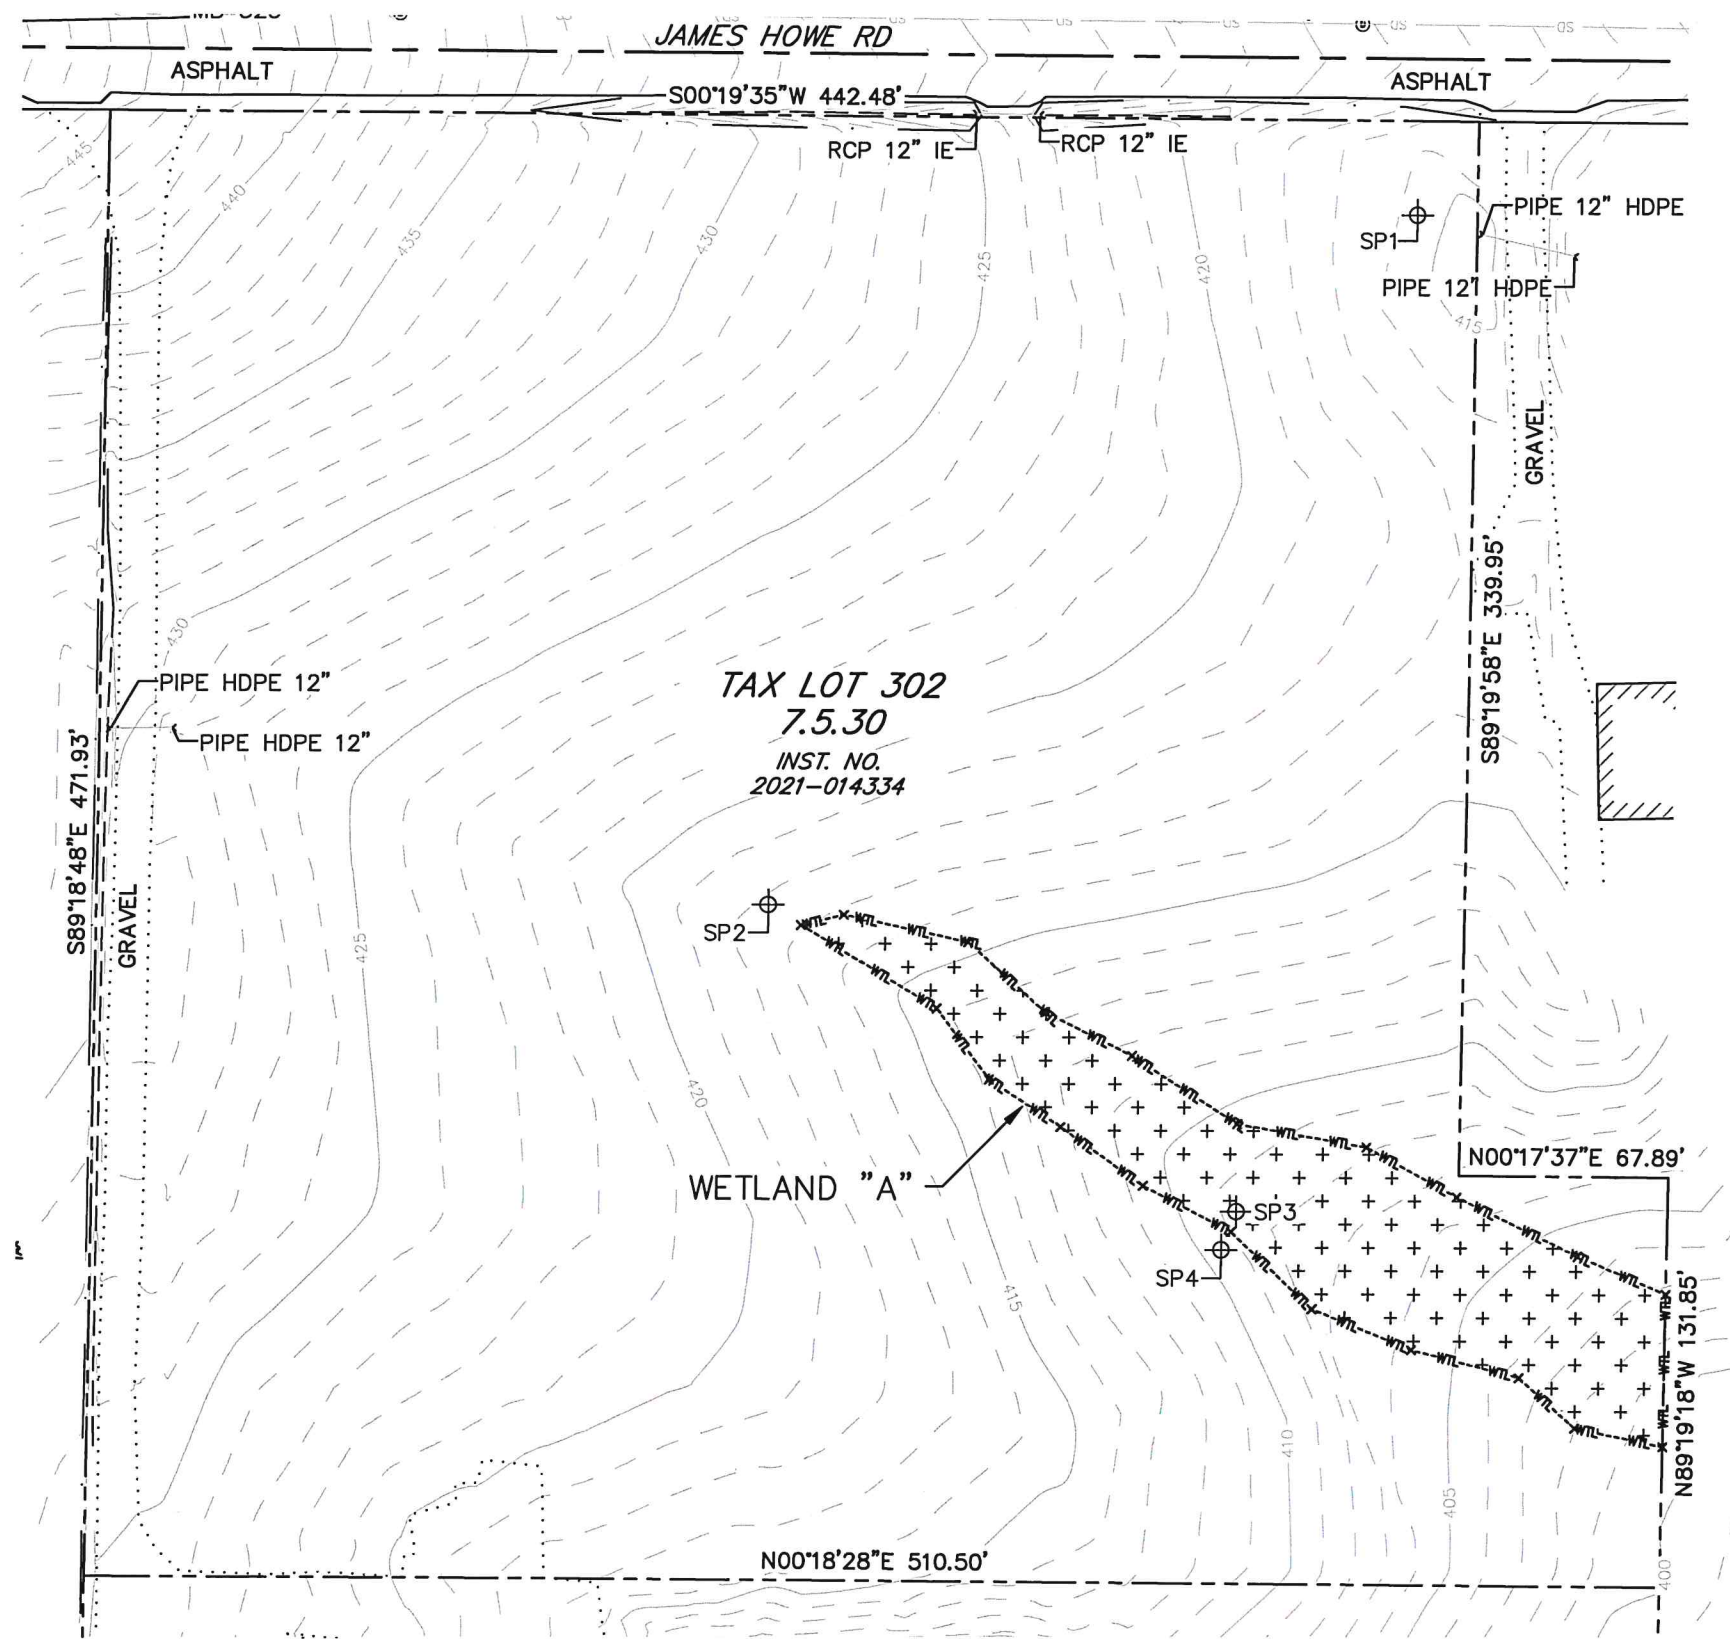 JAMES HOWE RD
ASPHALT
ASPHALT
S00°19'35"W 442.48'
RCP 12" IE
RCP 12" IE
445
440
435
430
425
420
SP1
PIPE 12" HDPE
PIPE 12" HDPE
415
GRAVEL
S89°19'58"E 339.95'
430
PIPE HDPE 12"
PIPE HDPE 12"
TAX LOT 302
7.5.30
INST. NO.
2021-014334
S89°18'48"E 471.93'
GRAVEL
425
SP2
420
WETLAND "A"
N00°17'37"E 67.89'
SP3
SP4
415
N89°19'18"W 131.85'
410
405
N00°18'28"E 510.50'
400
WTL